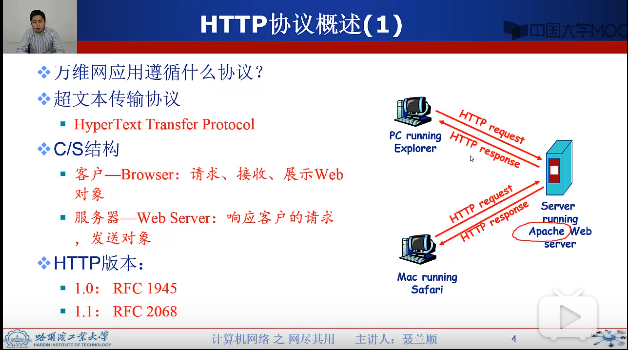 HTTP协议概述(1)
中国大学MOC
万维网应用遵循什么协议？
超文本传输协议
HyperText Transfer Protocol
C/S结构
客户—Browser：请求、接收、展示Web
对象
服务器—Web Server：响应客户的请求
，发送对象
HTTP版本：
1.0： RFC 1945
1.1： RFC 2068
HTTP request
HTTP response
PC running
Explorer
HTTP request
HTTP response
Server
running
Apache Web
server
Mac running
Safari
哈尔滨工业大学
HARBIN INSTITUTE OF TECHNOLOGY
计算机网络 之 网尽其用
主讲人：聂兰顺
4